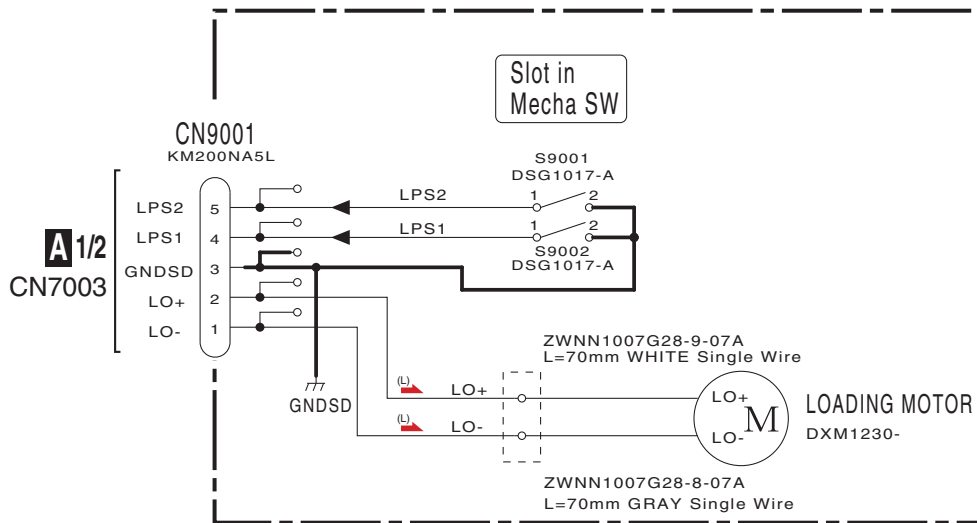 Slot in
Mecha SW
CN9001
KM200NA5L
S9001
DSG1017-A
LPS2
5
LPS2
1
2
A 1/2
CN7003
LPS1
4
LPS1
1
2
S9002
DSG1017-A
GNDSD
3
LO+
2
LO-
1
GNDSD
ZWNN1007G28-9-07A
L=70mm WHITE Single Wire
(L)
LO+
LO+
M
LOADING MOTOR
DXM1230-
(L)
LO-
LO-
ZWNN1007G28-8-07A
L=70mm GRAY Single Wire